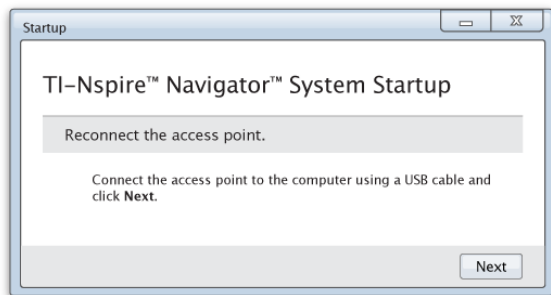 Startup
TI-Nspire™ Navigator™ System Startup
Reconnect the access point.
Connect the access point to the computer using a USB cable and
click Next.
Next